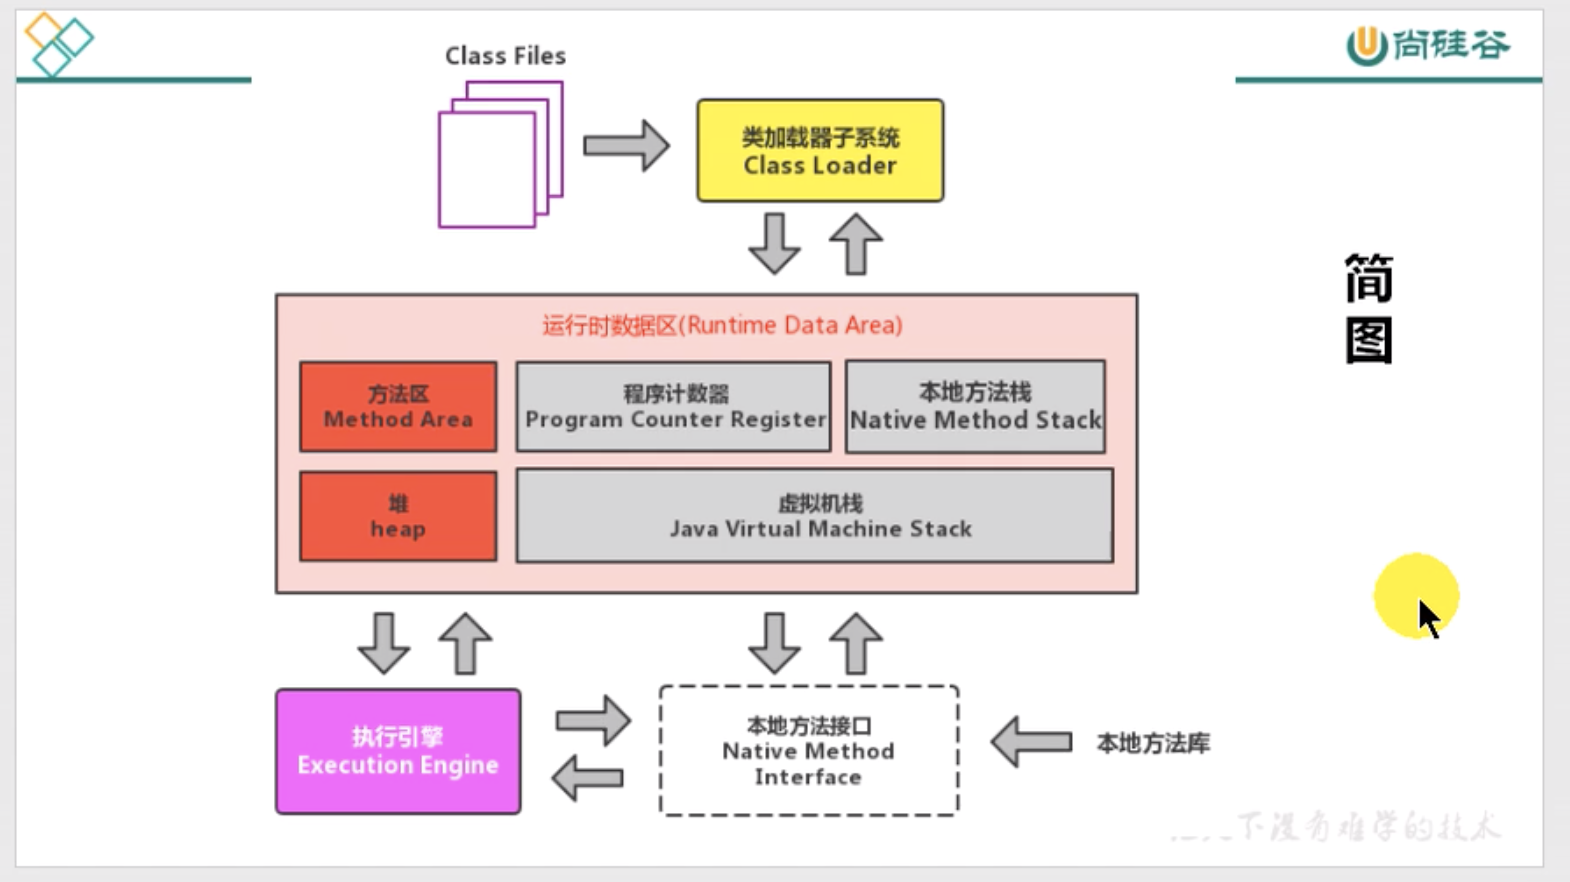 尚硅谷
Class Files
类加载器子系统
Class Loader
简
图
运行时数据区(Runtime Data Area)
方法区
Method Area
程序计数器
Program Counter Register
本地方法栈
Native Method Stack
堆
heap
虚拟机栈
Java Virtual Machine Stack
执行引擎
Execution Engine
本地方法接口
Native Method
Interface
本地方法库
下没有难学的技术